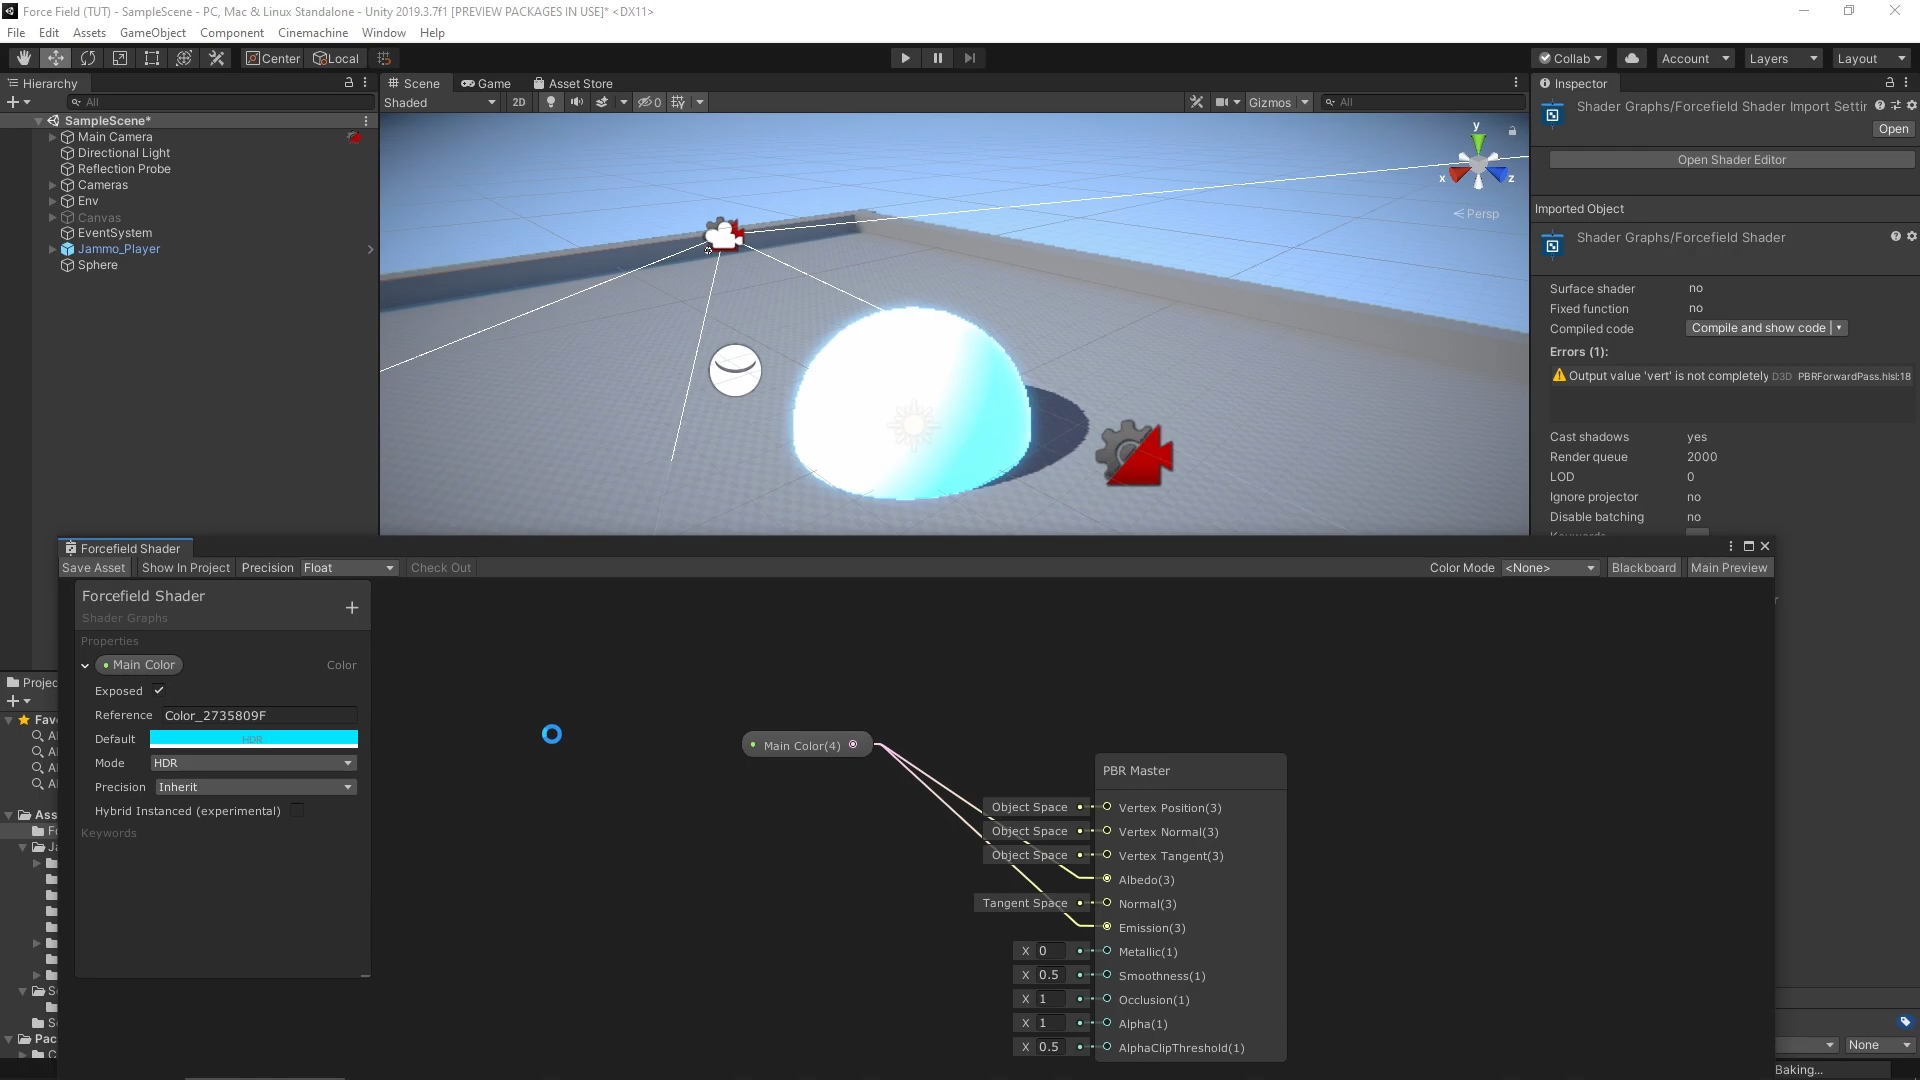 Force Field (TUT) - SampleScene - PC, Mac & Linux Standalone - Unity 2019.3.7f1 [PREVIEW PACKAGES IN USE]* <DX11>
File Edit Assets GameObject Component Cinemachine Window Help
Center Local Collab Account Layers Layout
Hierarchy Scene Game Asset Store Inspector
All Shaded 2D 0 Gizmos All
Shader Graphs/Forcefield Shader Import Settir
Open
Open Shader Editor
SampleScene*
Main Camera
Directional Light
Reflection Probe
Cameras
Env
Canvas
EventSystem
Jammo_Player
Sphere
y
x z
Persp
Imported Object
Shader Graphs/Forcefield Shader
Surface shader no
Fixed function no
Compiled code Compile and show code
Errors (1):
Output value 'vert' is not completely D3D PBRForwardPass.hlsl:18
Cast shadows yes
Render queue 2000
LOD 0
Ignore projector no
Disable batching no
Forcefield Shader
Save Asset Show In Project Precision Float Check Out Color Mode <None> Blackboard Main Preview
Forcefield Shader
Shader Graphs
Properties
Main Color Color
Exposed
Reference Color_2735809F
Default HDR
Mode HDR
Precision Inherit
Hybrid Instanced (experimental)
Keywords
Projec
Fav
A
A
A
A
Ass
Fo
Ja
S
Sc
Pac
C
Main Color(4)
PBR Master
Object Space Vertex Position(3)
Object Space Vertex Normal(3)
Object Space Vertex Tangent(3)
Albedo(3)
Tangent Space Normal(3)
Emission(3)
X 0 Metallic(1)
X 0.5 Smoothness(1)
X 1 Occlusion(1)
X 1 Alpha(1)
X 0.5 AlphaClipThreshold(1)
None
Baking...